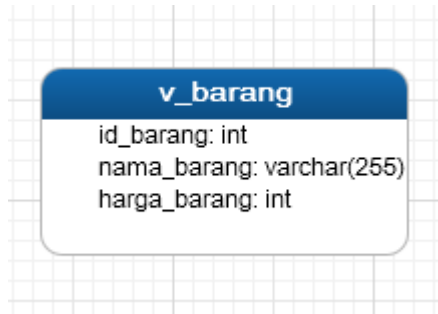 v_barang
id_barang: int
nama_barang: varchar(255)
harga_barang: int